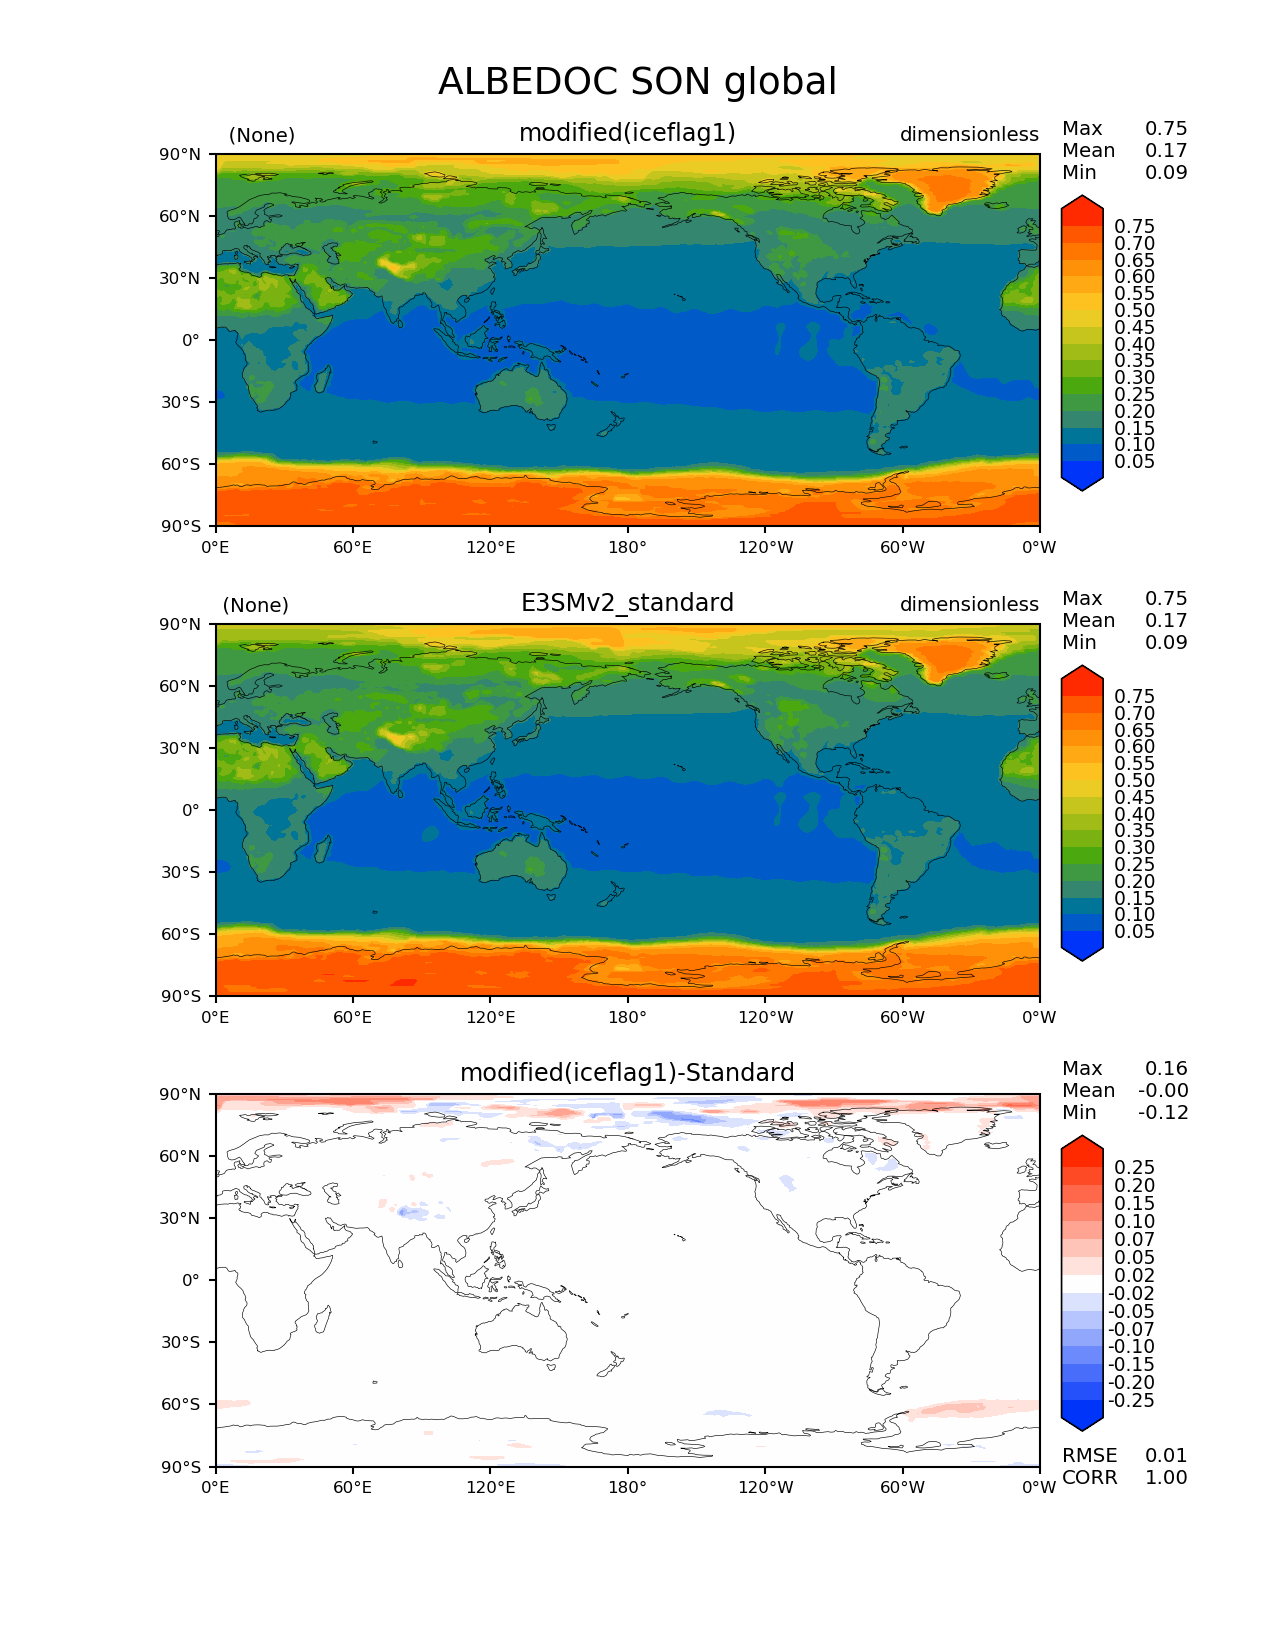 ALBEDOC SON global
(None) modified(iceflag1) dimensionless
Max 0.75
Mean 0.17
Min 0.09
90°N
60°N
30°N
0°
30°S
60°S
90°S
0°E 60°E 120°E 180° 120°W 60°W 0°W
0.75
0.70
0.65
0.60
0.55
0.50
0.45
0.40
0.35
0.30
0.25
0.20
0.15
0.10
0.05
(None) E3SMv2_standard dimensionless
Max 0.75
Mean 0.17
Min 0.09
90°N
60°N
30°N
0°
30°S
60°S
90°S
0°E 60°E 120°E 180° 120°W 60°W 0°W
0.75
0.70
0.65
0.60
0.55
0.50
0.45
0.40
0.35
0.30
0.25
0.20
0.15
0.10
0.05
modified(iceflag1)-Standard
Max 0.16
Mean -0.00
Min -0.12
90°N
60°N
30°N
0°
30°S
60°S
90°S
0°E 60°E 120°E 180° 120°W 60°W 0°W
0.25
0.20
0.15
0.10
0.07
0.05
0.02
-0.02
-0.05
-0.07
-0.10
-0.15
-0.20
-0.25
RMSE 0.01
CORR 1.00